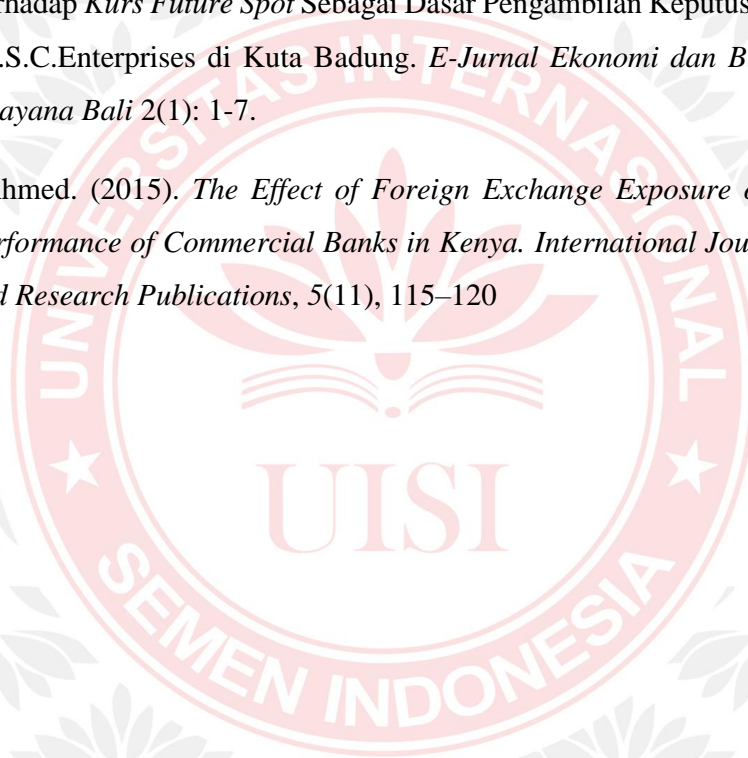 rhadap Kurs Future Spot Sebagai Dasar Pengambilan Keputus
.S.C.Enterprises di Kuta Badung. E-Jurnal Ekonomi dan B
ayana Bali 2(1): 1-7.
hmed. (2015). The Effect of Foreign Exchange Exposure o
rformance of Commercial Banks in Kenya. International Jou
d Research Publications, 5(11), 115–120
UNIVERSITAS INTERNASIONAL
UISI
SEMEN INDONESIA